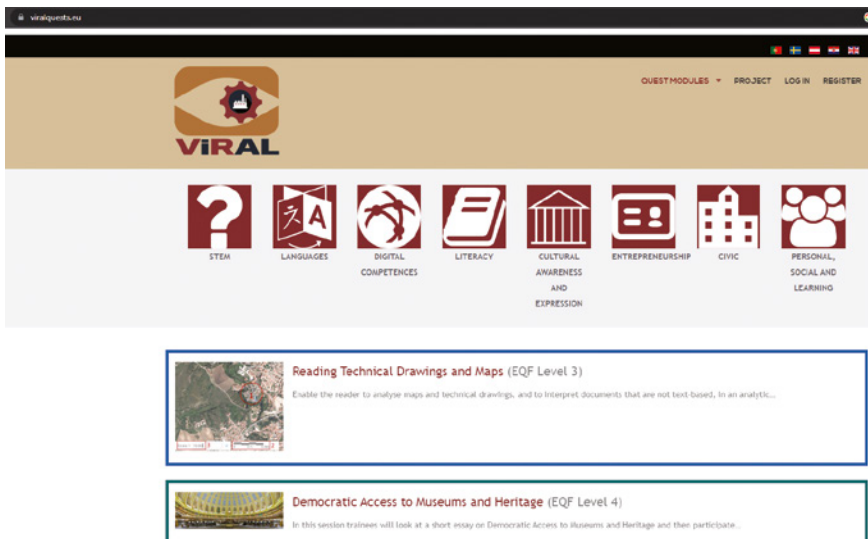 viralquests.eu
QUEST MODULES PROJECT LOG IN REGISTER
ViRAL
STEM
LANGUAGES
DIGITAL
COMPETENCES
LITERACY
CULTURAL
AWARENESS
AND
EXPRESSION
ENTREPRENEURSHIP
CIVIC
PERSONAL,
SOCIAL AND
LEARNING
Reading Technical Drawings and Maps (EQF Level 3)
Enable the reader to analyse maps and technical drawings, and to interpret documents that are not text-based, in an analytic...
Democratic Access to Museums and Heritage (EQF Level 4)
In this session trainees will look at a short essay on Democratic Access to Museums and Heritage and then participate...